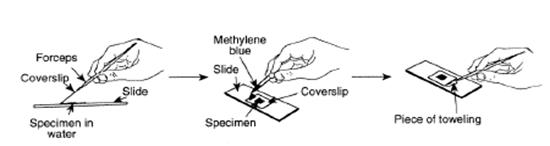 Forceps
Coverslip
Slide
Specimen in
water
Methylene
blue
Slide
Coverslip
Specimen
Piece of toweling